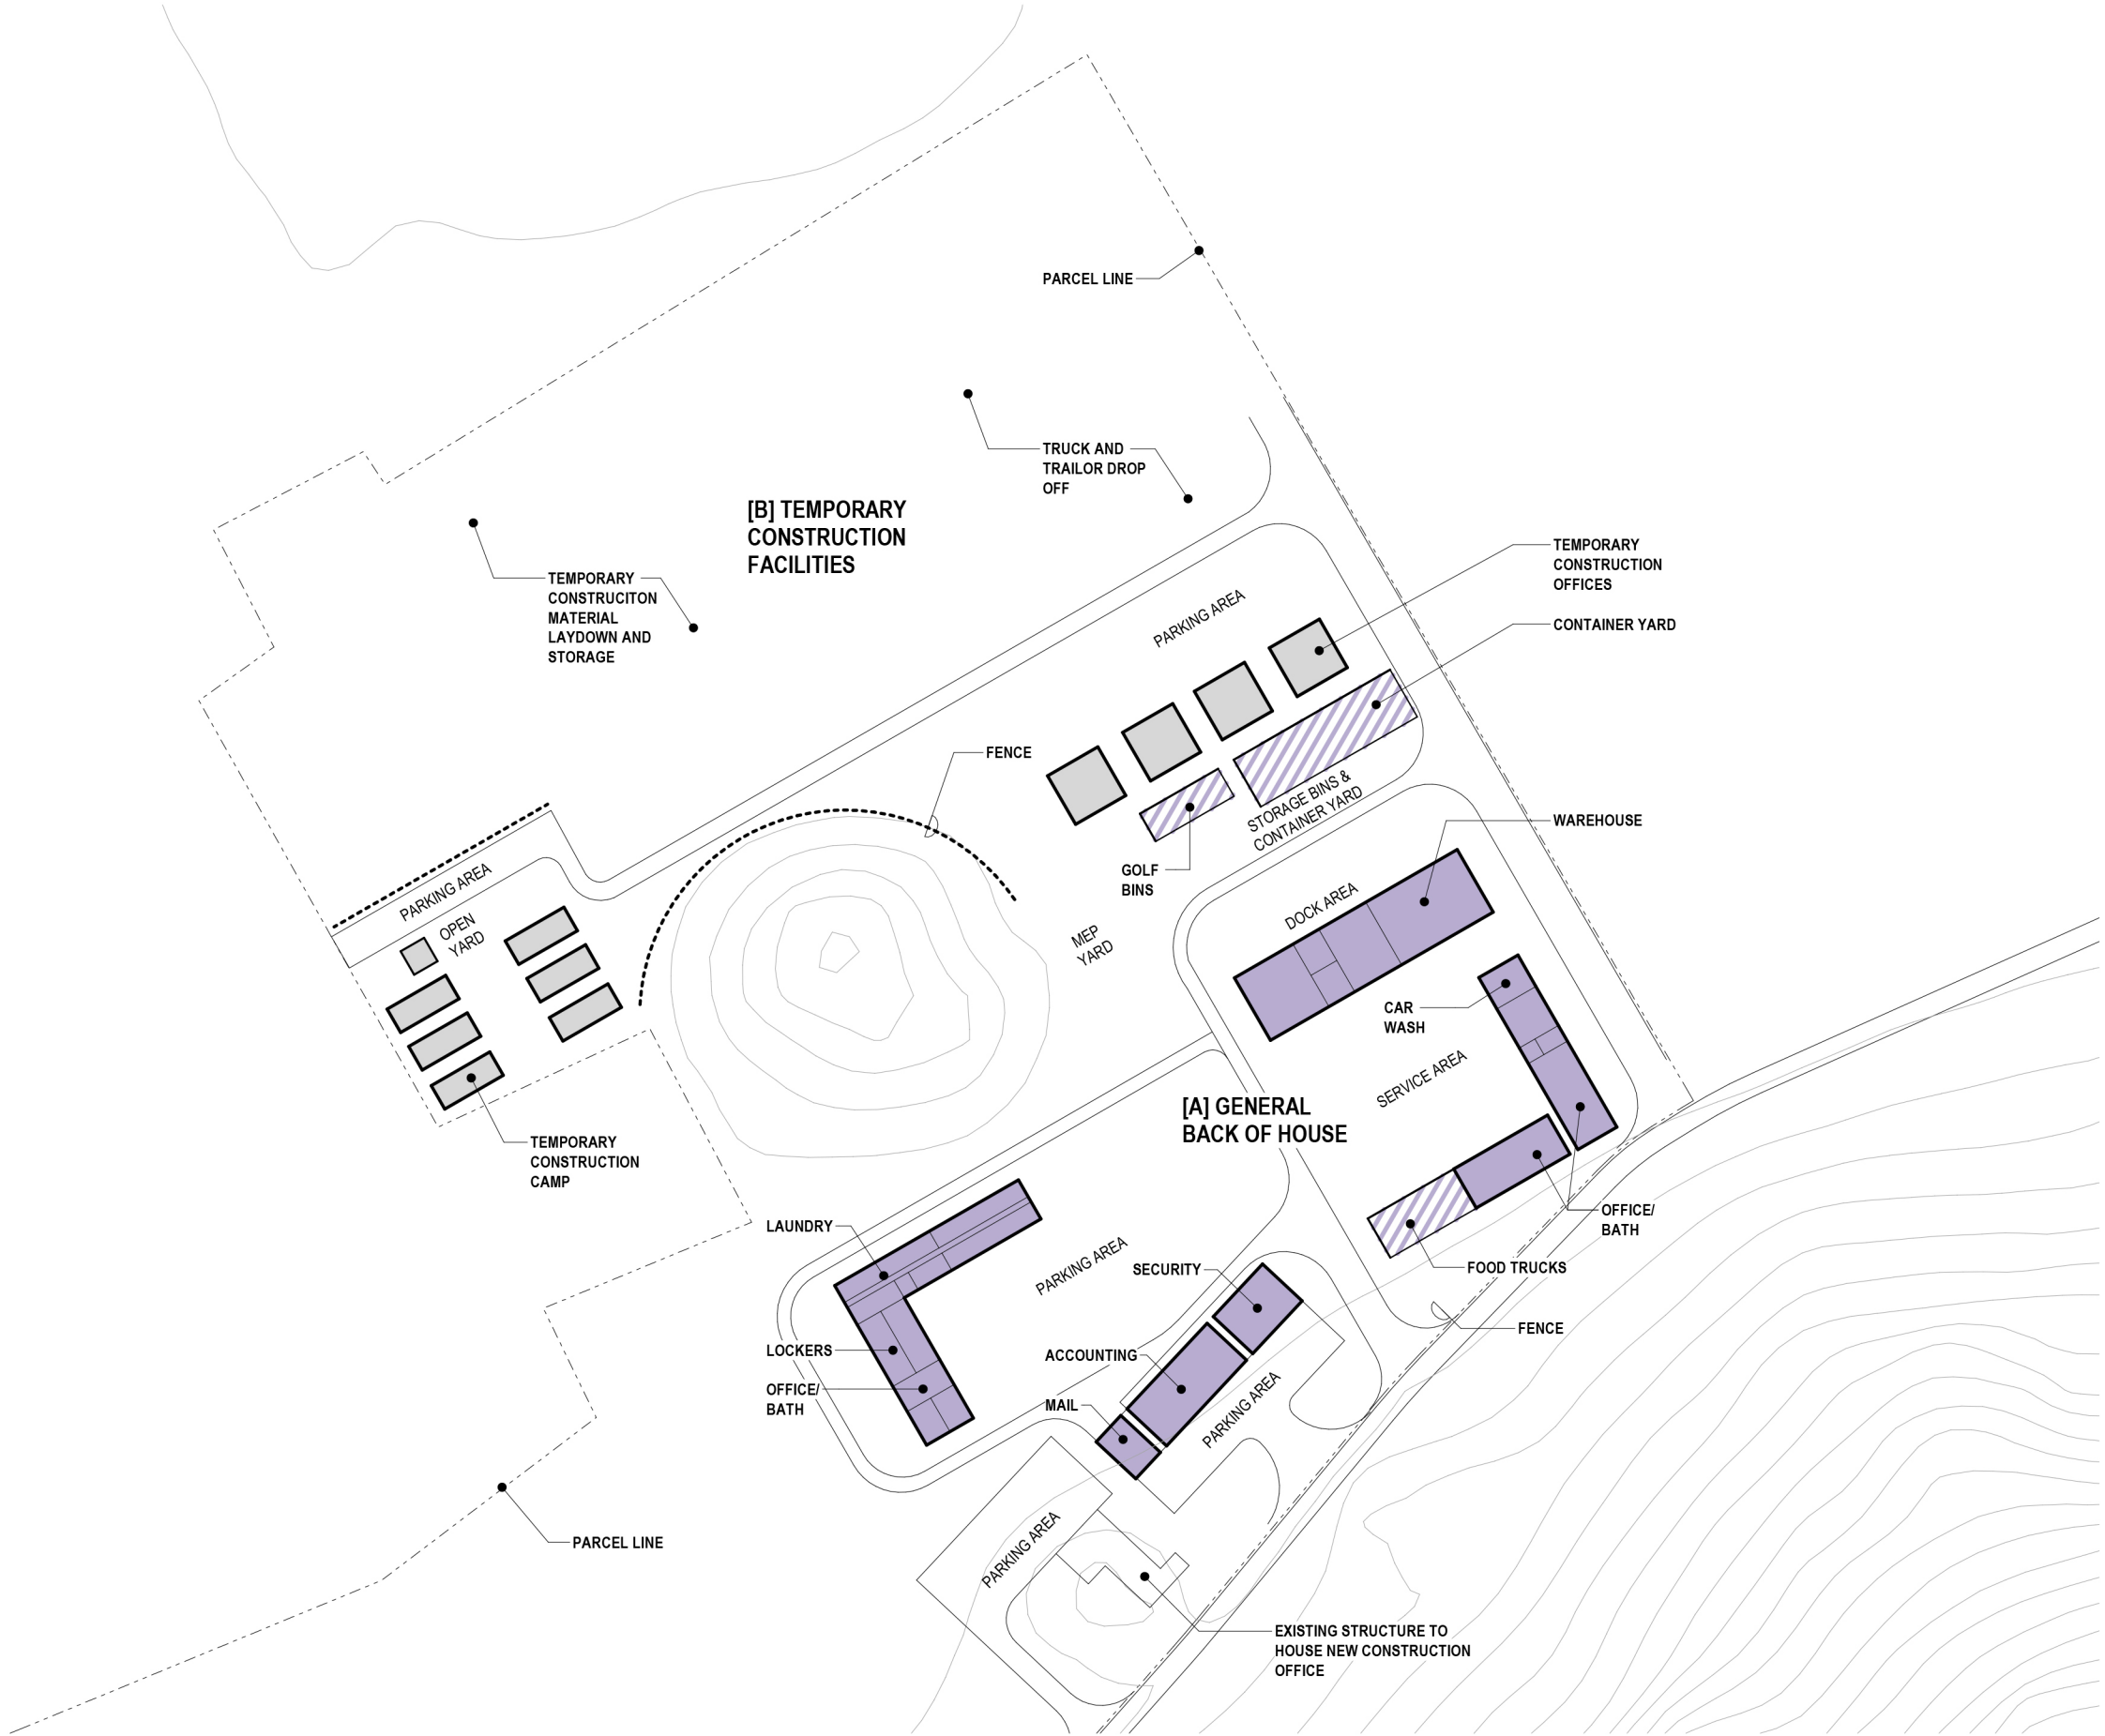 PARCEL LINE
TRUCK AND
TRAILOR DROP
OFF
[B] TEMPORARY
CONSTRUCTION
FACILITIES
TEMPORARY
CONSTRUCITON
MATERIAL
LAYDOWN AND
STORAGE
TEMPORARY
CONSTRUCTION
OFFICES
PARKING AREA
CONTAINER YARD
FENCE
STORAGE BINS &
CONTAINER YARD
WAREHOUSE
GOLF
BINS
PARKING AREA
OPEN
YARD
DOCK AREA
MEP
YARD
CAR
WASH
SERVICE AREA
[A] GENERAL
BACK OF HOUSE
TEMPORARY
CONSTRUCTION
CAMP
OFFICE/
BATH
LAUNDRY
PARKING AREA
SECURITY
FOOD TRUCKS
FENCE
LOCKERS
ACCOUNTING
OFFICE/
BATH
MAIL
PARKING AREA
PARCEL LINE
PARKING AREA
EXISTING STRUCTURE TO
HOUSE NEW CONSTRUCTION
OFFICE